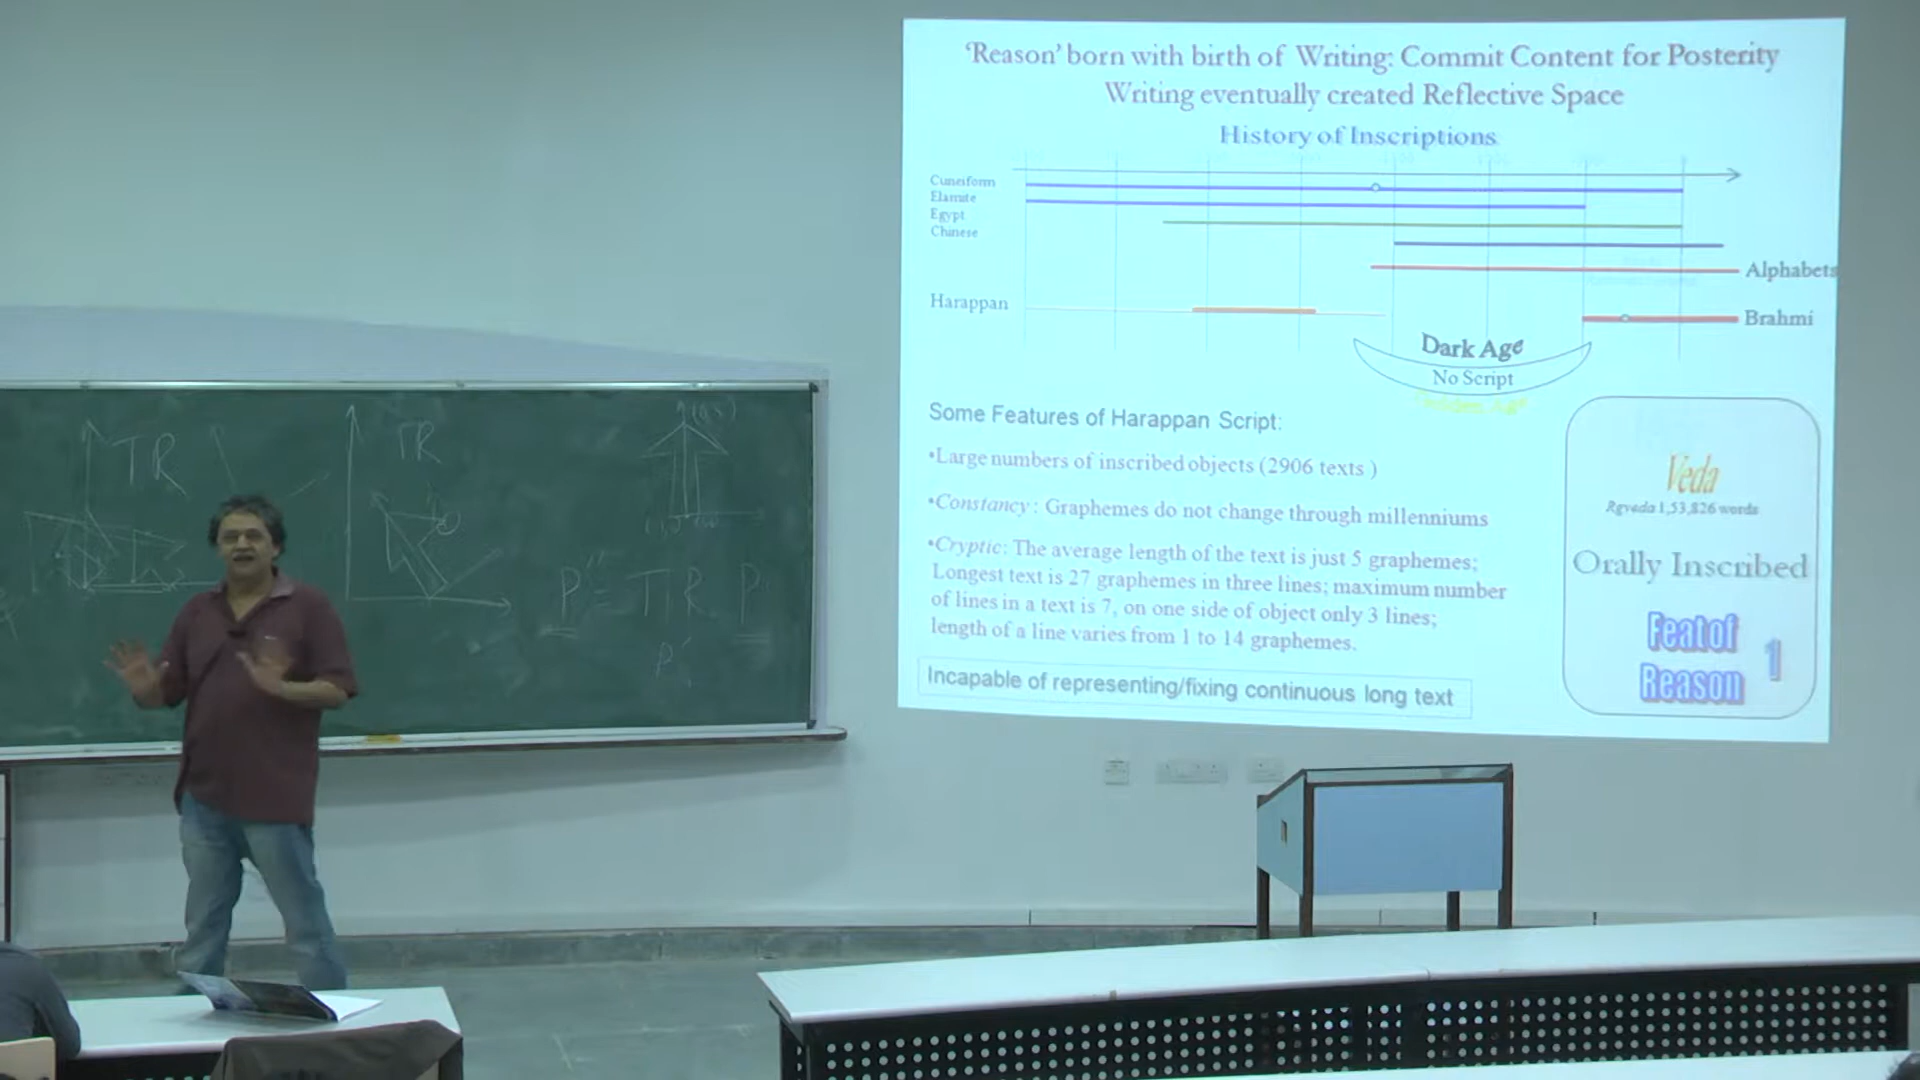 'Reason' born with birth of Writing: Commit Content for Posterity
Writing eventually created Reflective Space
History of Inscriptions
Cuneiform
Elamite
Egypt
Chinese
Alphabets
Harappan
Brahmi
Dark Age
No Script
Some Features of Harappan Script:
•Large numbers of inscribed objects (2906 texts )
•Constancy : Graphemes do not change through millenniums
•Cryptic: The average length of the text is just 5 graphemes;
Longest text is 27 graphemes in three lines; maximum number
of lines in a text is 7, on one side of object only 3 lines;
length of a line varies from 1 to 14 graphemes.
Incapable of representing/fixing continuous long text
Veda
Rgveda 1,53,826 words
Orally Inscribed
Feat of
Reason 1
TR
TR
P" = TR P
P'